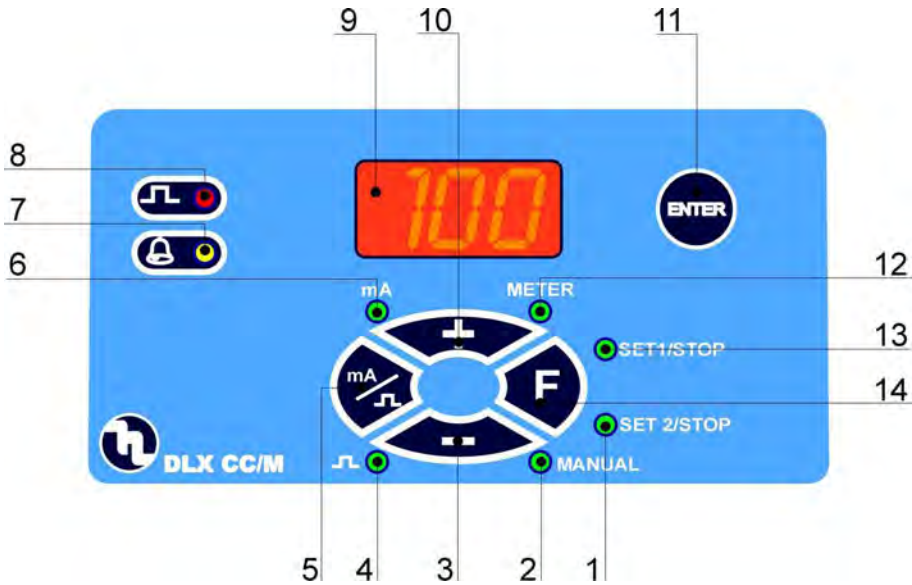 9 10 11
8
100
ENTER
7
6 12
mA METER
13
SET1/STOP
mA
F
14
SET 2/STOP
DLX CC/M
MANUAL
5 4 3 2 1